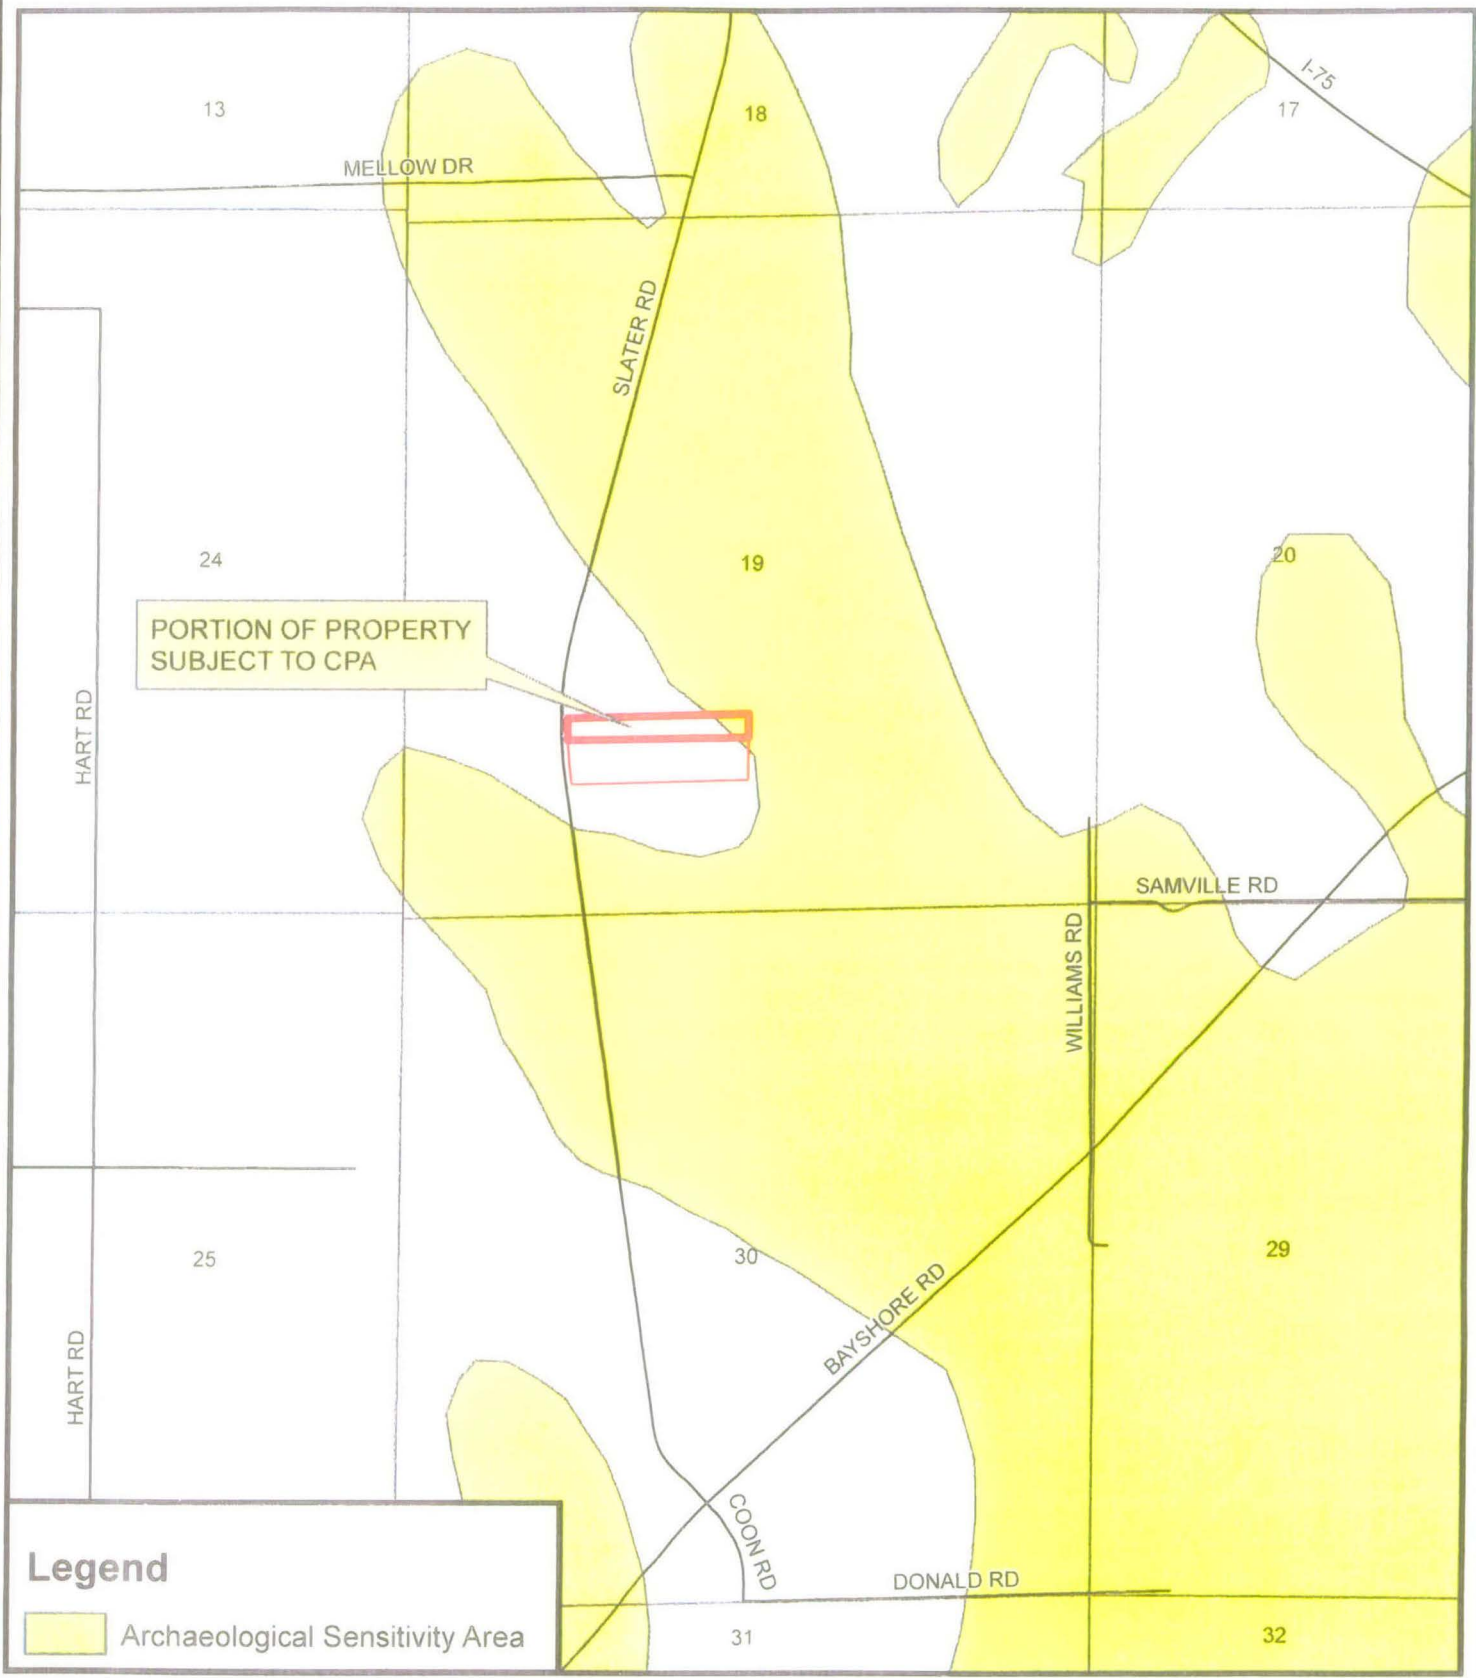 I-75
13
18
17
MELLOW DR
SLATER RD
24
19
20
PORTION OF PROPERTY
SUBJECT TO CPA
HART RD
SAMVILLE RD
WILLIAMS RD
25
30
29
BAYSHORE RD
HART RD
COON RD
DONALD RD
Legend
Archaeological Sensitivity Area
31
32